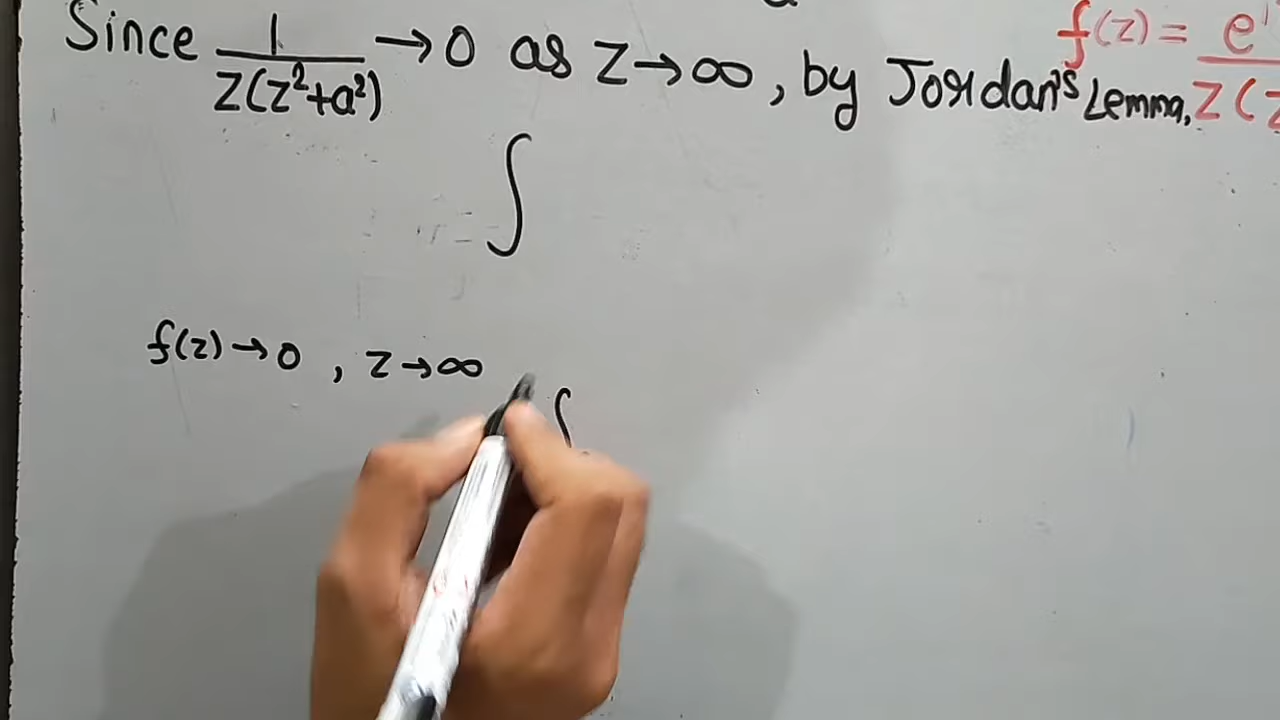 Since 1/z(z²+a²) → 0 as z → ∞, by Jordan's Lemma,
f(z) = e^i / z(z
∫
f(z) → 0 , z → ∞ ∫